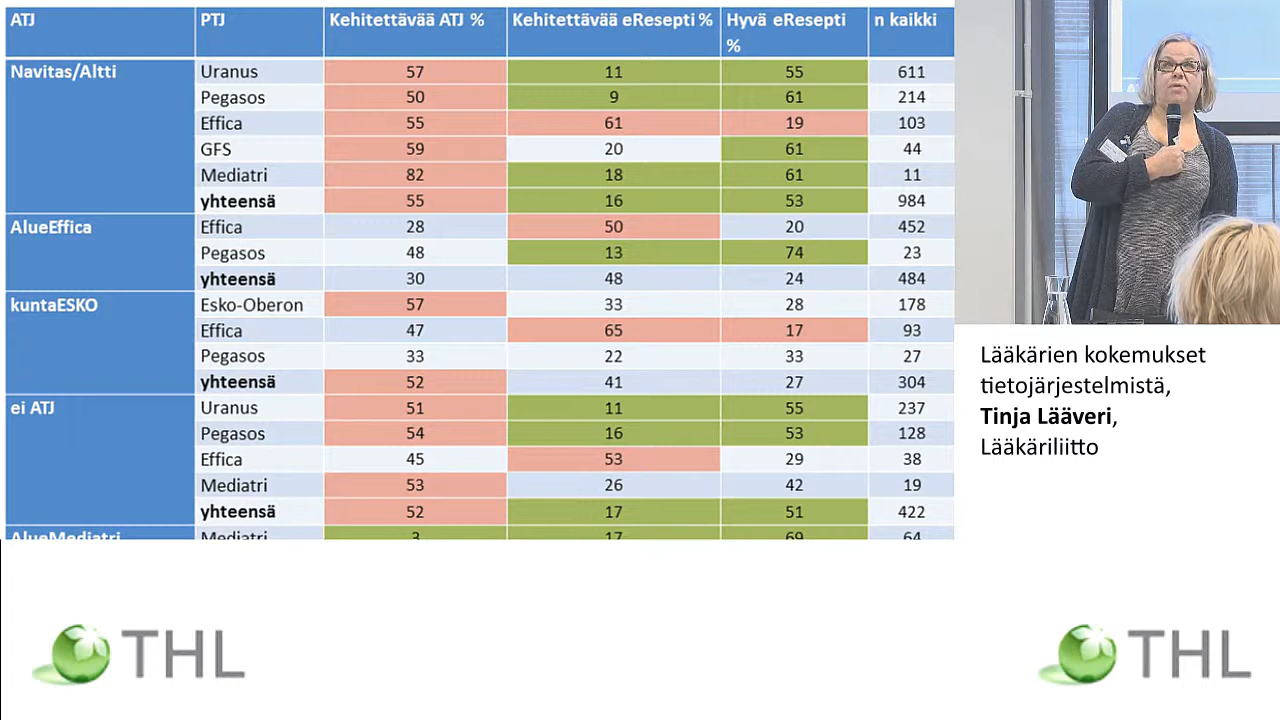 ATJ PTJ Kehitettävää ATJ % Kehitettävää eResepti % Hyvä eResepti % n kaikki
Navitas/Altti Uranus 57 11 55 611
Pegasos 50 9 61 214
Effica 55 61 19 103
GFS 59 20 61 44
Mediatri 82 18 61 11
yhteensä 55 16 53 984
AlueEffica Effica 28 50 20 452
Pegasos 48 13 74 23
yhteensä 30 48 24 484
kuntaESKO Esko-Oberon 57 33 28 178
Effica 47 65 17 93
Pegasos 33 22 33 27
yhteensä 52 41 27 304
ei ATJ Uranus 51 11 55 237
Pegasos 54 16 53 128
Effica 45 53 29 38
Mediatri 53 26 42 19
yhteensä 52 17 51 422
AlueMediatri Mediatri 3 17 69 64
Lääkärien kokemukset
tietojärjestelmistä,
Tinja Lääveri,
Lääkäriliitto
THL
THL